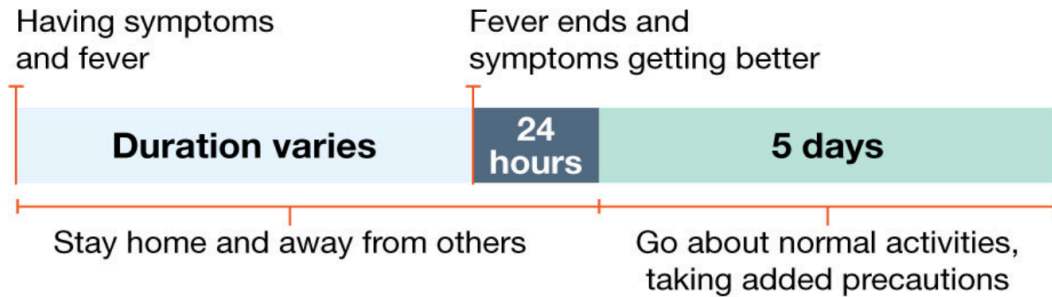 Having symptoms
and fever
Fever ends and
symptoms getting better
Duration varies
24
hours
5 days
Stay home and away from others
Go about normal activities,
taking added precautions